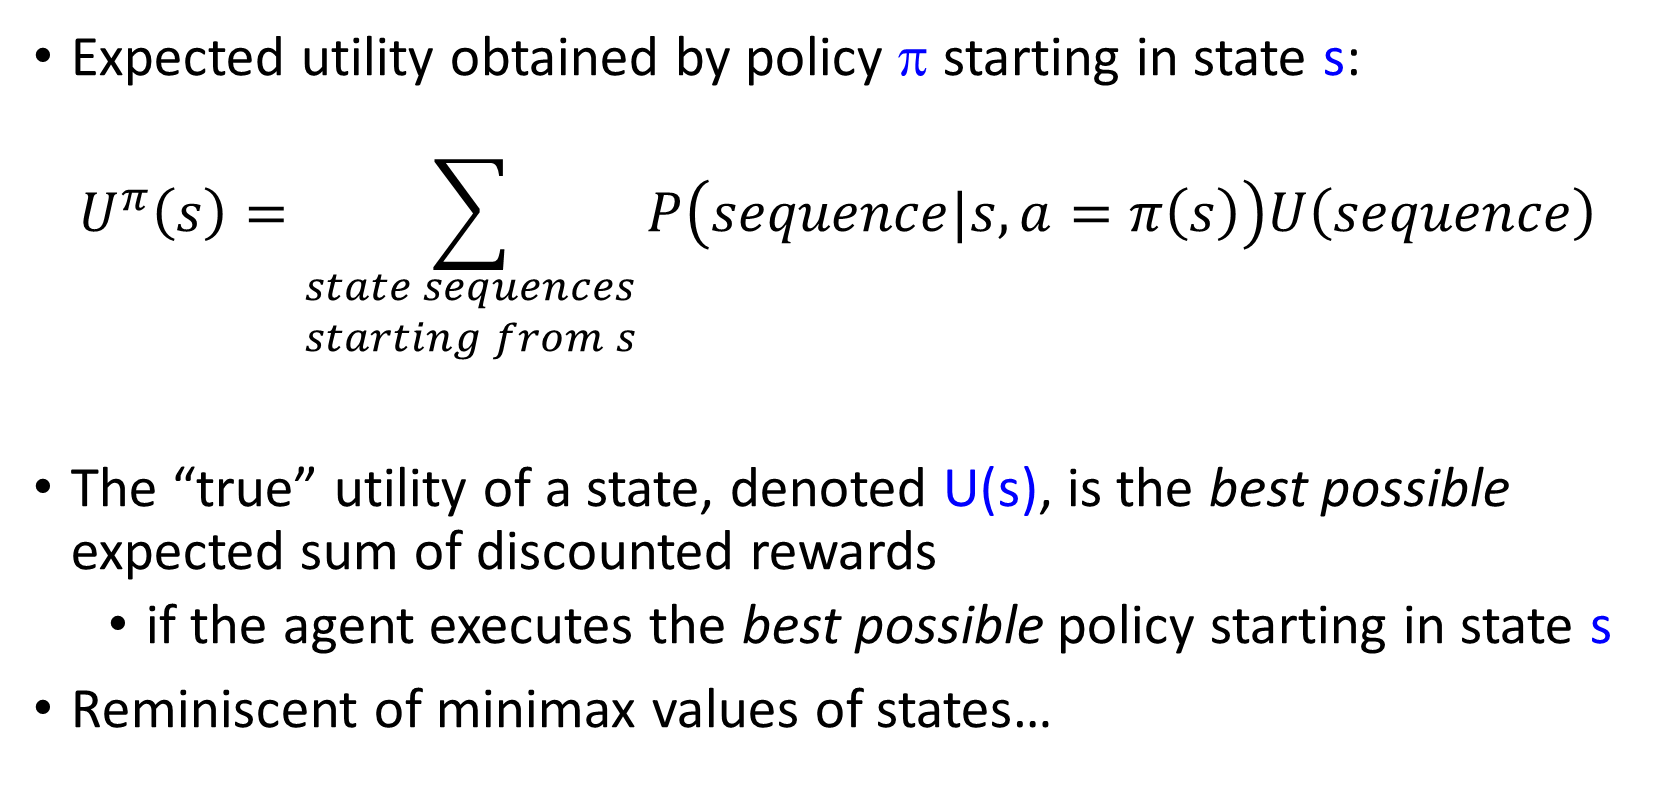 • Expected utility obtained by policy π starting in state s:
U^π(s) = ∑ P(sequence|s, a = π(s))U(sequence)
state sequences
starting from s
• The “true” utility of a state, denoted U(s), is the best possible
expected sum of discounted rewards
• if the agent executes the best possible policy starting in state s
• Reminiscent of minimax values of states…